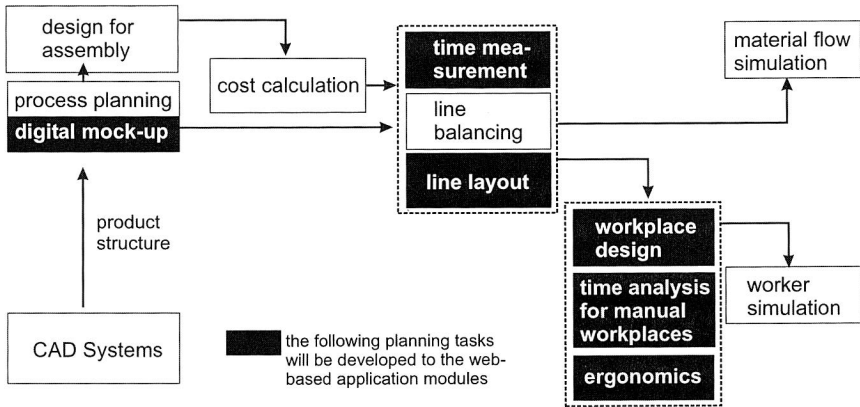 design for
assembly
process planning
digital mock-up
cost calculation
time mea-
surement
line
balancing
line layout
material flow
simulation
product
structure
workplace
design
time analysis
for manual
workplaces
ergonomics
worker
simulation
CAD Systems
the following planning tasks
will be developed to the web-
based application modules